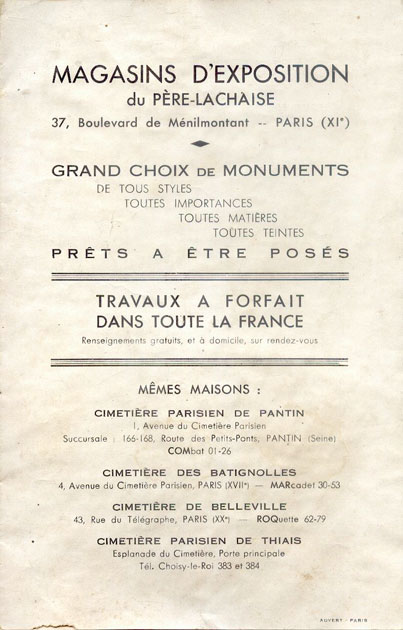 MAGASINS D'EXPOSITION
du PÈRE-LACHAISE
37, Boulevard de Ménilmontant -- PARIS (XIᵉ)
GRAND CHOIX DE MONUMENTS
DE TOUS STYLES
TOUTES IMPORTANCES
TOUTES MATIÈRES
TOUTES TEINTES
PRÊTS A ÊTRE POSÉS
TRAVAUX A FORFAIT
DANS TOUTE LA FRANCE
Renseignements gratuits, et à domicile, sur rendez-vous
MÊMES MAISONS :
CIMETIÈRE PARISIEN DE PANTIN
1, Avenue du Cimetière Parisien
Succursale : 166-168, Route des Petits-Ponts, PANTIN (Seine)
COMbat 01-26
CIMETIÈRE DES BATIGNOLLES
4, Avenue du Cimetière Parisien, PARIS (XVIIᵉ) — MARcadet 30-53
CIMETIÈRE DE BELLEVILLE
43, Rue du Télégraphe, PARIS (XXᵉ) — ROQuette 62-79
CIMETIÈRE PARISIEN DE THIAIS
Esplanade du Cimetière, Porte principale
Tél. Choisy-le-Roi 383 et 384
PARIS